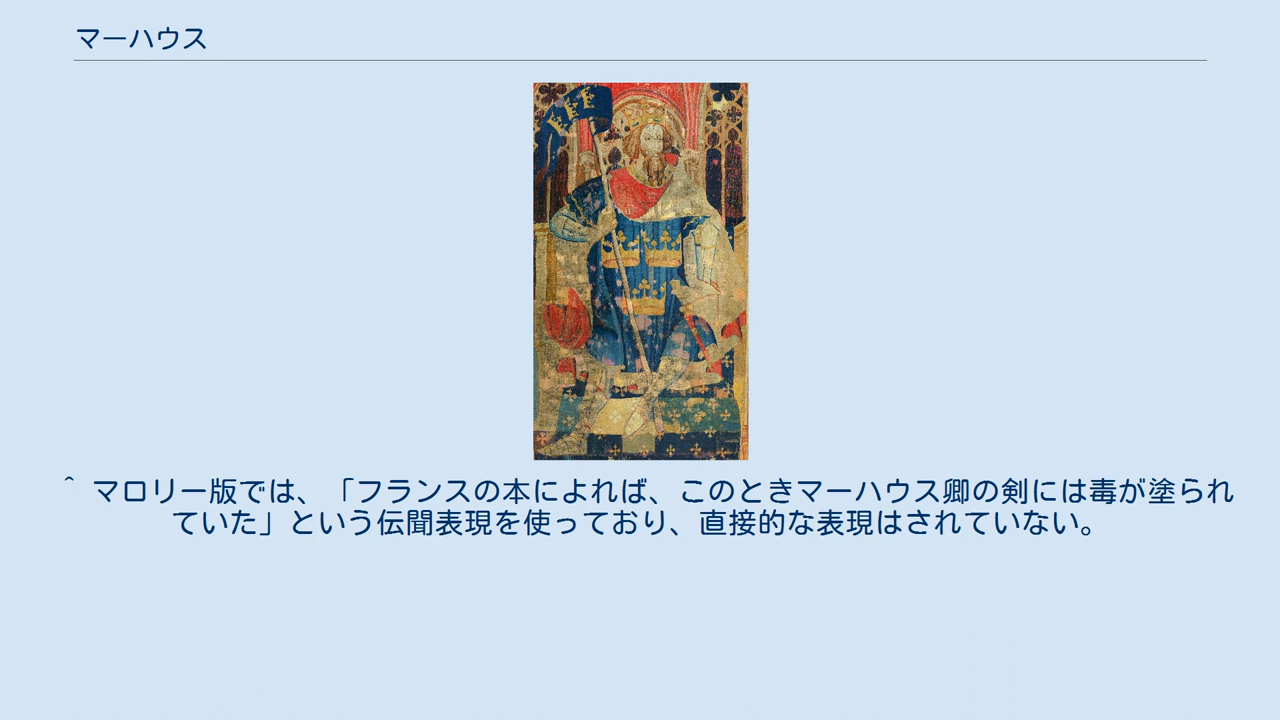 マーハウス
^ マロリー版では、「フランスの本によれば、このときマーハウス卿の剣には毒が塗られ
ていた」という伝聞表現を使っており、直接的な表現はされていない。